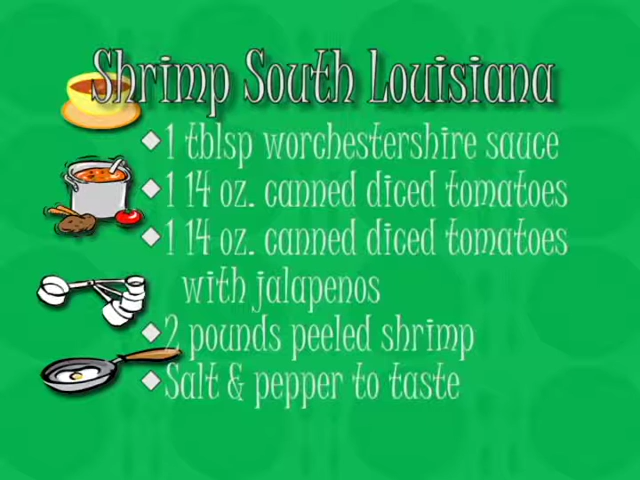 Shrimp South Louisiana
◆1 tblsp worchestershire sauce
◆1 14 oz. canned diced tomatoes
◆1 14 oz. canned diced tomatoes
with jalapenos
◆2 pounds peeled shrimp
◆Salt & pepper to taste